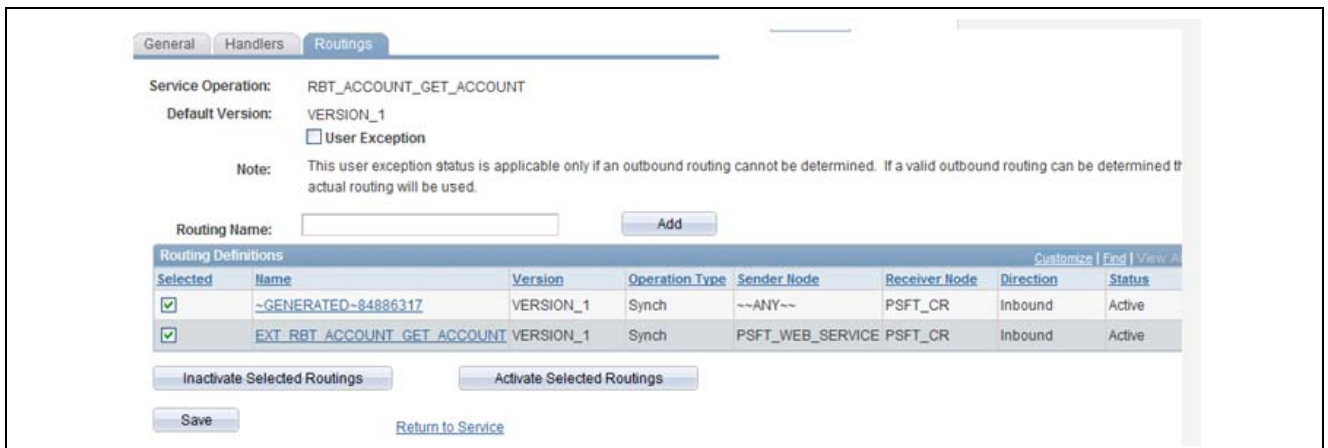 General Handlers Routings
Service Operation: RBT_ACCOUNT_GET_ACCOUNT
Default Version: VERSION_1
User Exception
Note: This user exception status is applicable only if an outbound routing cannot be determined. If a valid outbound routing can be determined
actual routing will be used.
Routing Name: Add
Routing Definitions Customize | Find | View
Selected Name Version Operation Type Sender Node Receiver Node Direction Status
~GENERATED~84886317 VERSION_1 Synch ~~ANY~~ PSFT_CR Inbound Active
EXT_RBT_ACCOUNT_GET_ACCOUNT VERSION_1 Synch PSFT_WEB_SERVICE PSFT_CR Inbound Active
Inactivate Selected Routings Activate Selected Routings
Save Return to Service